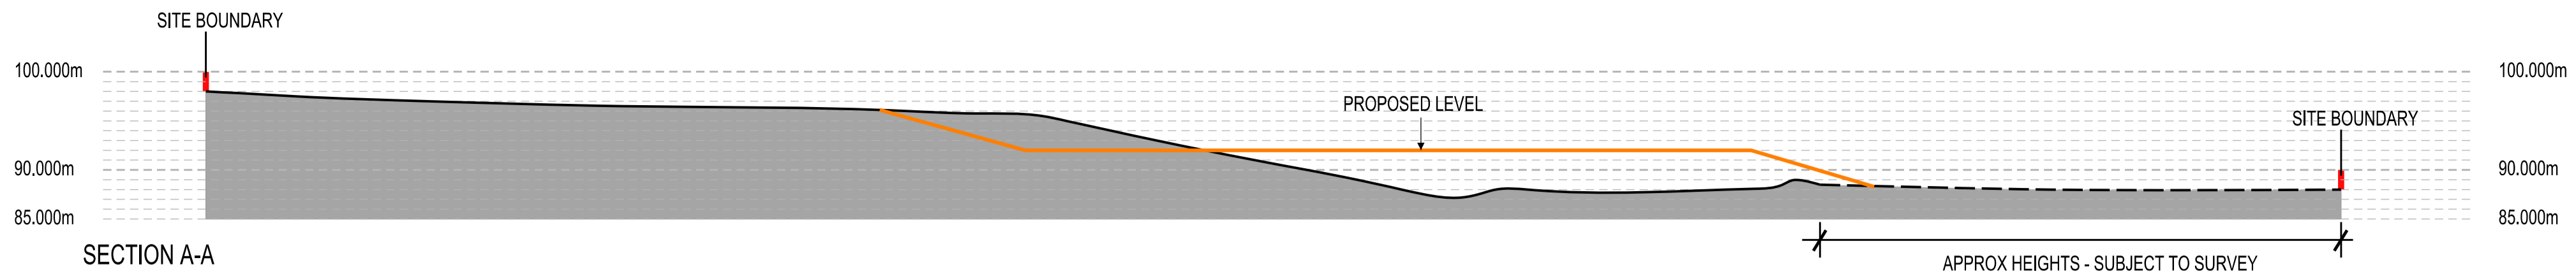 SITE BOUNDARY
100.000m
100.000m
PROPOSED LEVEL
SITE BOUNDARY
90.000m
90.000m
85.000m
85.000m
SECTION A-A
APPROX HEIGHTS - SUBJECT TO SURVEY